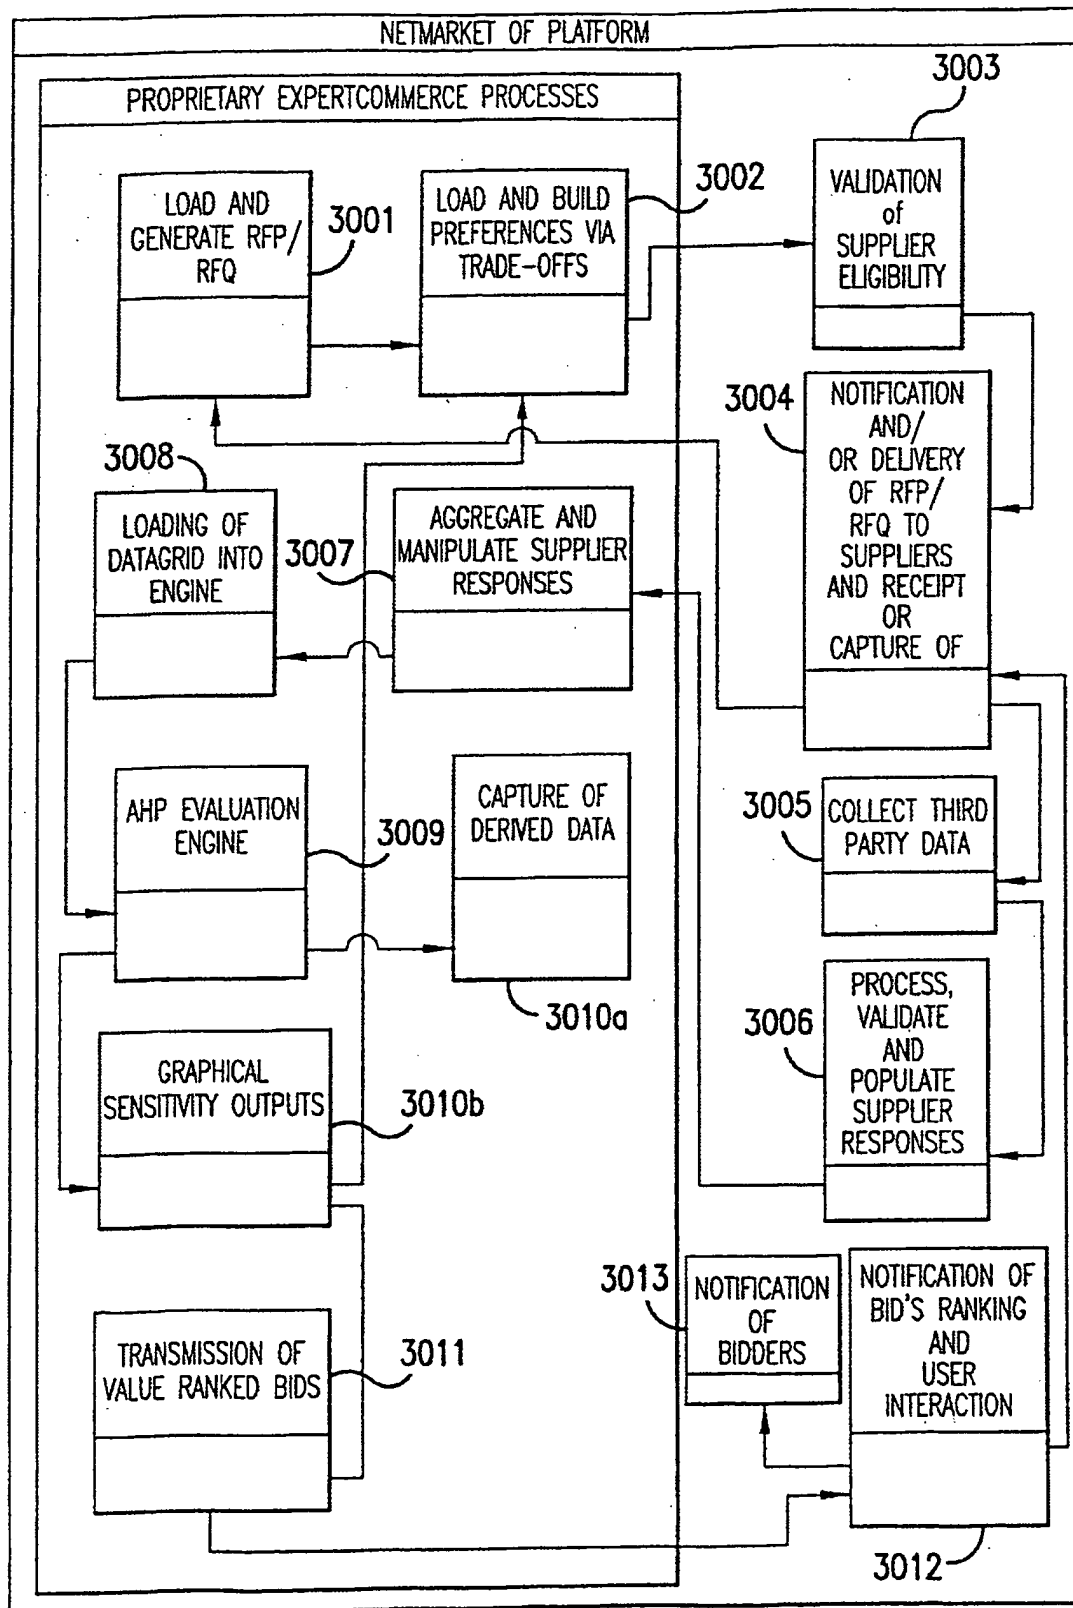 NETMARKET OF PLATFORM
PROPRIETARY EXPERTCOMMERCE PROCESSES
LOAD AND
GENERATE RFP/
RFQ
3001
LOAD AND BUILD
PREFERENCES VIA
TRADE-OFFS
3002
3003
VALIDATION
of
SUPPLIER
ELIGIBILITY
3004
NOTIFICATION
AND/
OR DELIVERY
OF RFP/
RFQ TO
SUPPLIERS
AND RECEIPT
OR
CAPTURE OF
3008
LOADING OF
DATAGRID INTO
ENGINE
3007
AGGREGATE AND
MANIPULATE SUPPLIER
RESPONSES
AHP EVALUATION
ENGINE
3009
CAPTURE OF
DERIVED DATA
3010a
3005
COLLECT THIRD
PARTY DATA
3006
PROCESS,
VALIDATE
AND
POPULATE
SUPPLIER
RESPONSES
GRAPHICAL
SENSITIVITY OUTPUTS
3010b
TRANSMISSION OF
VALUE RANKED BIDS
3011
3013
NOTIFICATION
OF
BIDDERS
NOTIFICATION OF
BID'S RANKING
AND
USER
INTERACTION
3012